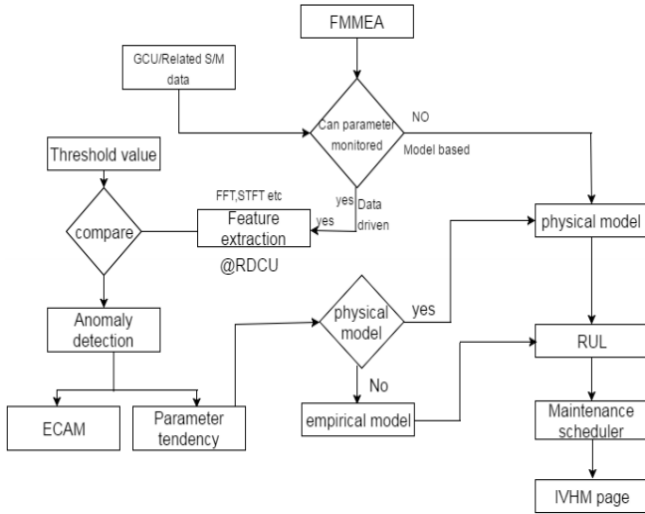 FMMEA
GCU/Related S/M
data
Can parameter
monitored
NO
Model based
Threshold value
FFT,STFT etc
yes
Data
driven
yes
Feature
extraction
@RDCU
compare
physical model
physical
model
yes
Anomaly
detection
RUL
No
ECAM
Parameter
tendency
empirical model
Maintenance
scheduler
IVHM page